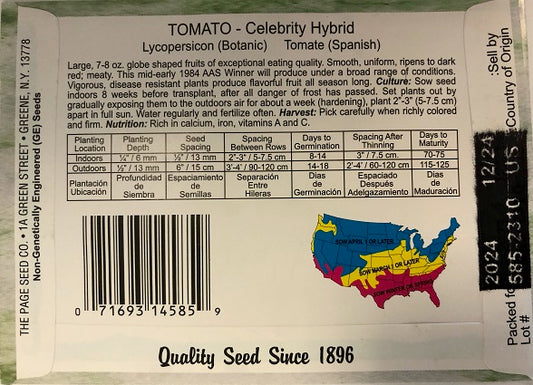 TOMATO - Celebrity Hybrid
Lycopersicon (Botanic) Tomate (Spanish)
Large, 7-8 oz. globe shaped fruits of exceptional eating quality. Smooth, uniform, ripens to dark
red; meaty. This mid-early 1984 AAS Winner will produce under a broad range of conditions.
Vigorous, disease resistant plants produce flavorful fruit all season long. Culture: Sow seed
indoors 8 weeks before transplant, after all danger of frost has passed. Set plants out by
gradually exposing them to the outdoors air for about a week (hardening), plant 2"-3" (5-7.5 cm)
apart in full sun. Water regularly and fertilize often. Harvest: Pick carefully when richly colored
and firm. Nutrition: Rich in calcium, iron, vitamins A and C.
Planting Location Planting Depth Seed Spacing Spacing Between Rows Days to Germination Spacing After Thinning Days to Maturity
Indoors ¼" / 6 mm ½" / 13 mm 2"-3" / 5-7.5 cm 8-14 3" / 7.5 cm. 70-75
Outdoors ½" / 13 mm 6" / 15 cm 3'-4' / 90-120 cm 14-18 2'-4' / 60-120 cm 115-125
Plantación Ubicación Profundidad de Siembra Espaciamiento de Semillas Separación Entre Hileras Dias de Germinación Espaciado Después Adelgazamiento Dias de Maduración
SOW APRIL 1 OR LATER
SOW MARCH 1 OR LATER
SOW WINTER OR SPRING
0 71693 14585 9
Quality Seed Since 1896
THE PAGE SEED CO. • 1A GREEN STREET • GREENE, N.Y. 13778
Non-Genetically Engineered (GE) Seeds
Sell by:
Country of Origin
12/24
US
2024
585-2310
Packed fo
Lot #